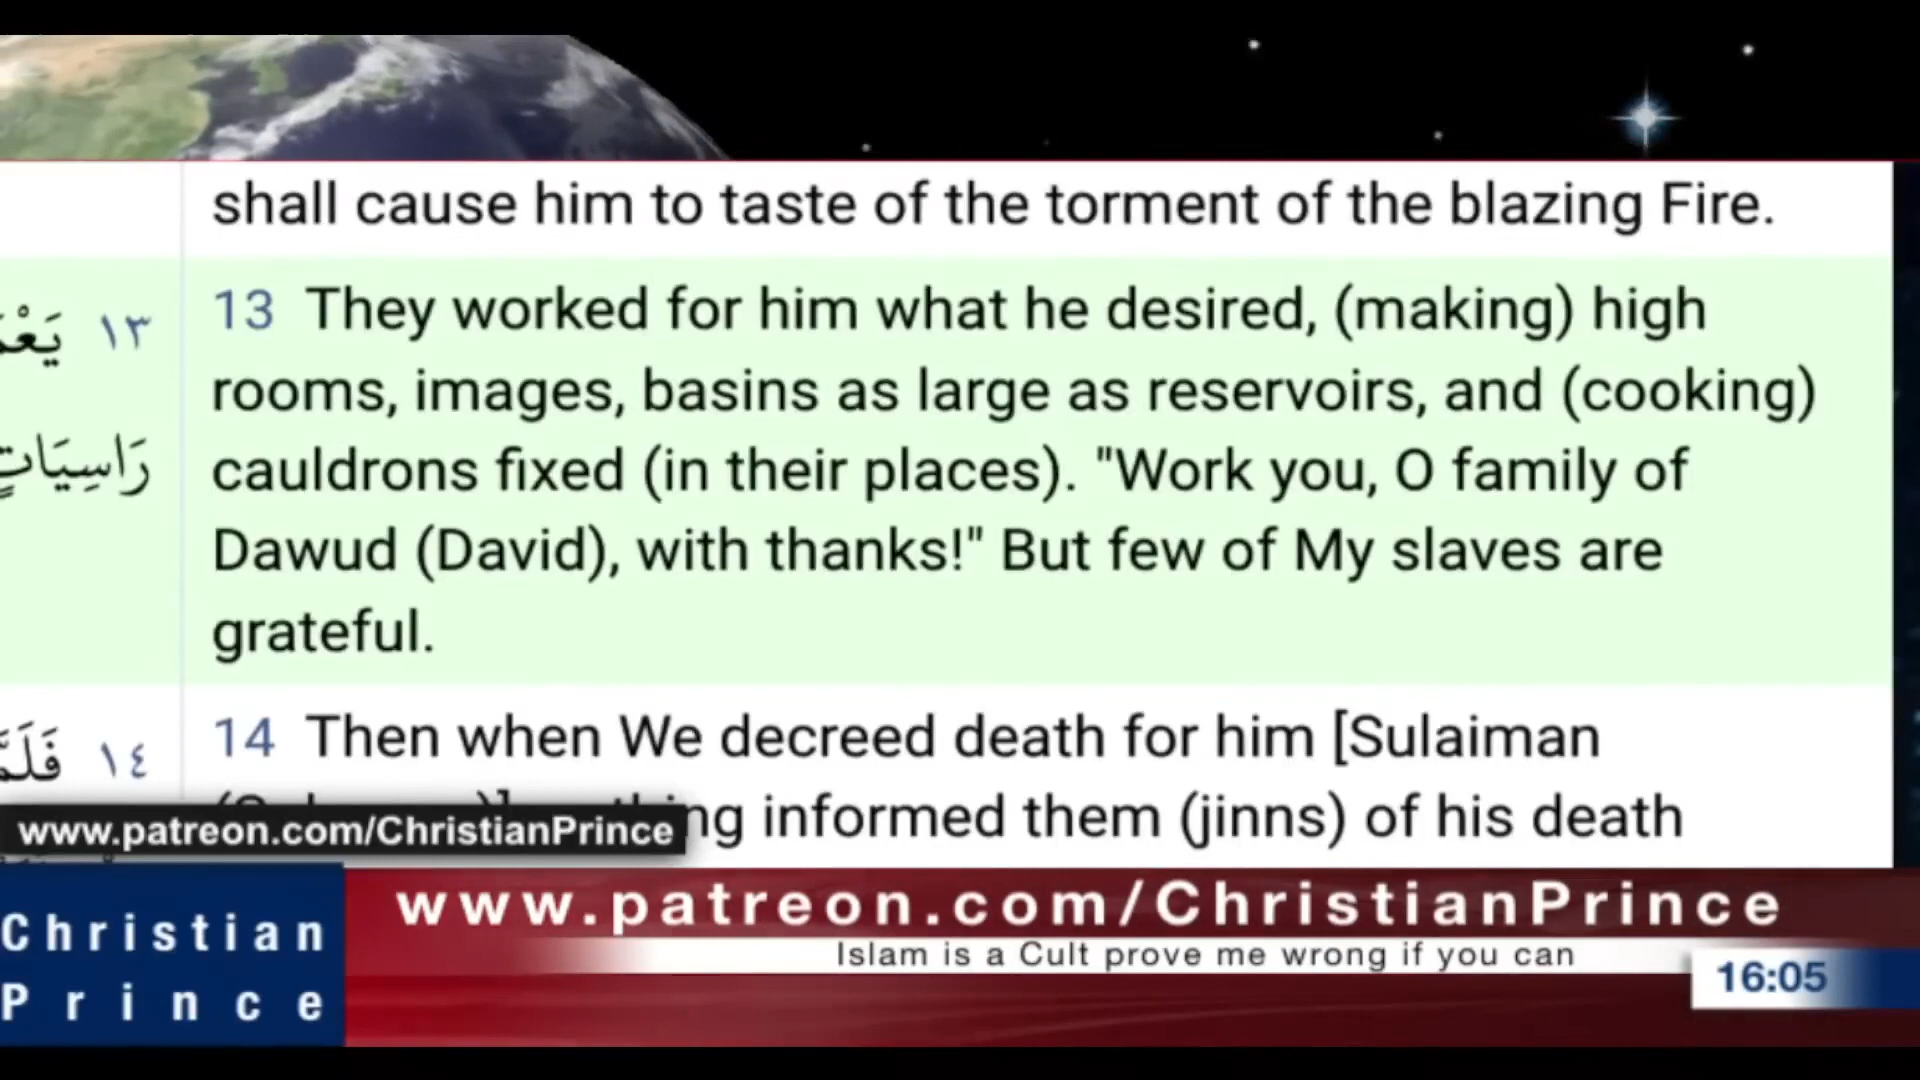 shall cause him to taste of the torment of the blazing Fire.
١٣
13 They worked for him what he desired, (making) high
rooms, images, basins as large as reservoirs, and (cooking)
رَاسِيَاتٍ
cauldrons fixed (in their places). "Work you, O family of
Dawud (David), with thanks!" But few of My slaves are
grateful.
١٤
14 Then when We decreed death for him [Sulaiman
informed them (jinns) of his death
www.patreon.com/ChristianPrince
Christian
Prince
www.patreon.com/ChristianPrince
Islam is a Cult prove me wrong if you can
16:05